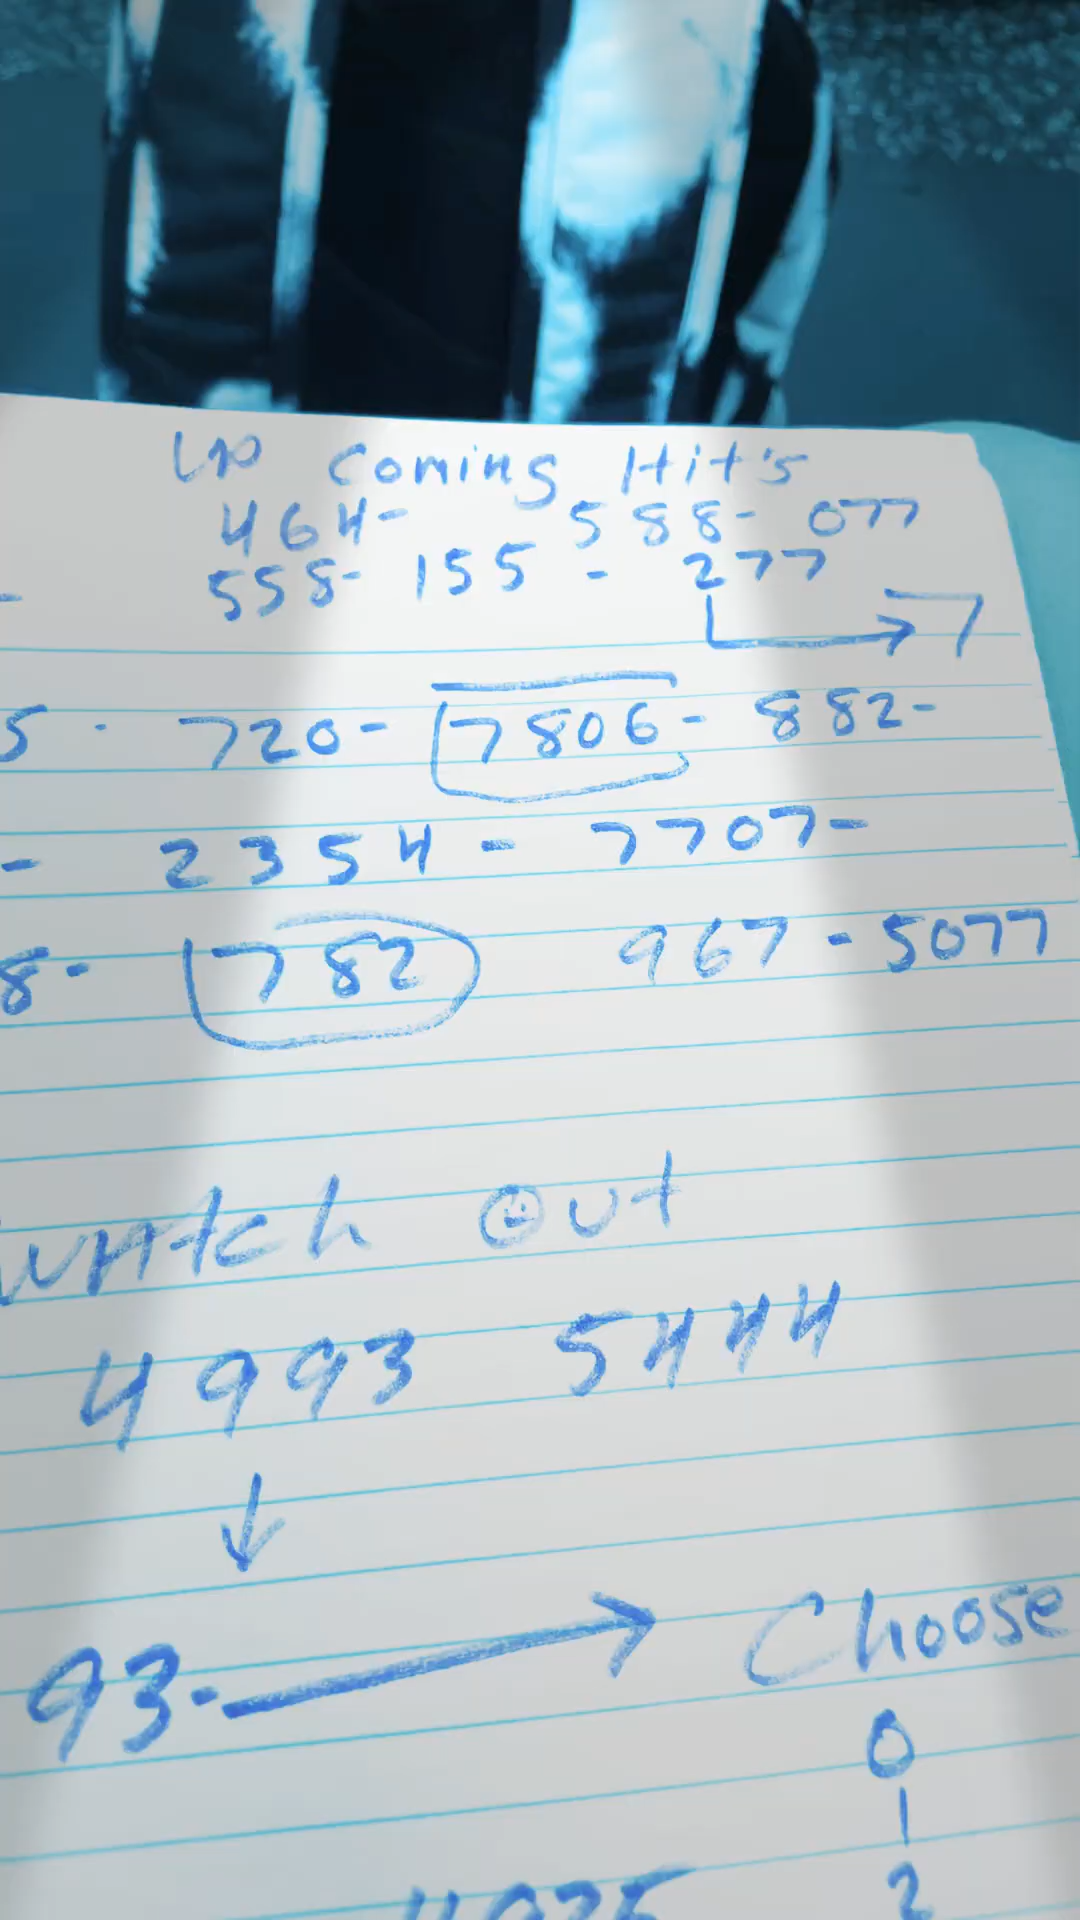 Up Coming Hit's
464- 588- 077
558- 155 - 277
7
5 - 720- 7806- 882-
- 2354 - 7707-
8- 782 967-5077
Watch Out
4993 5444
93- Choose
0
1
2